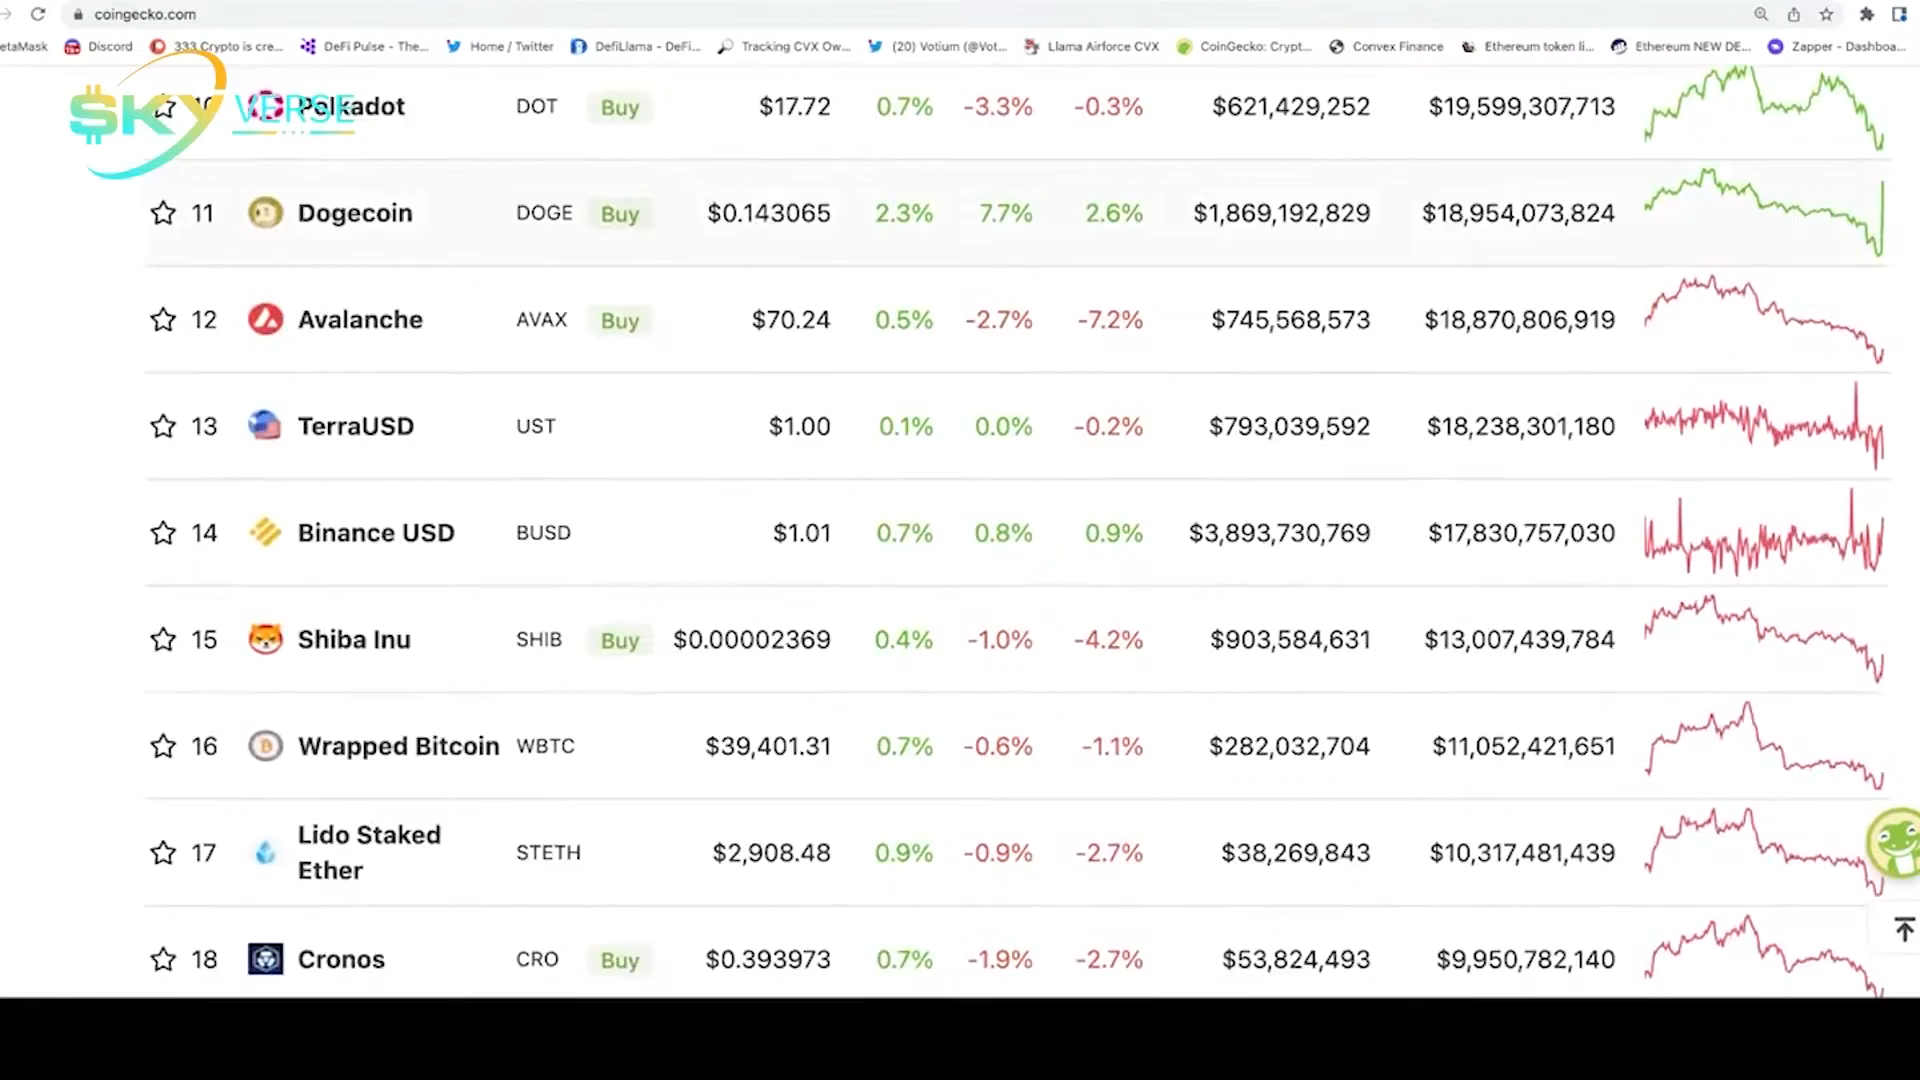 coingecko.com
etaMask Discord 333 Crypto is cre... DeFi Pulse - The... Home / Twitter DefiLlama - DeFi... Tracking CVX Ow... (20) Votium (@Vot... Llama Airforce CVX CoinGecko: Crypt... Convex Finance Ethereum token li... Ethereum NEW DE... Zapper - Dashboa...
$KY VERSE
10 Polkadot DOT Buy $17.72 0.7% -3.3% -0.3% $621,429,252 $19,599,307,713
11 Dogecoin DOGE Buy $0.143065 2.3% 7.7% 2.6% $1,869,192,829 $18,954,073,824
12 Avalanche AVAX Buy $70.24 0.5% -2.7% -7.2% $745,568,573 $18,870,806,919
13 TerraUSD UST $1.00 0.1% 0.0% -0.2% $793,039,592 $18,238,301,180
14 Binance USD BUSD $1.01 0.7% 0.8% 0.9% $3,893,730,769 $17,830,757,030
15 Shiba Inu SHIB Buy $0.00002369 0.4% -1.0% -4.2% $903,584,631 $13,007,439,784
16 Wrapped Bitcoin WBTC $39,401.31 0.7% -0.6% -1.1% $282,032,704 $11,052,421,651
17 Lido Staked Ether STETH $2,908.48 0.9% -0.9% -2.7% $38,269,843 $10,317,481,439
18 Cronos CRO Buy $0.393973 0.7% -1.9% -2.7% $53,824,493 $9,950,782,140